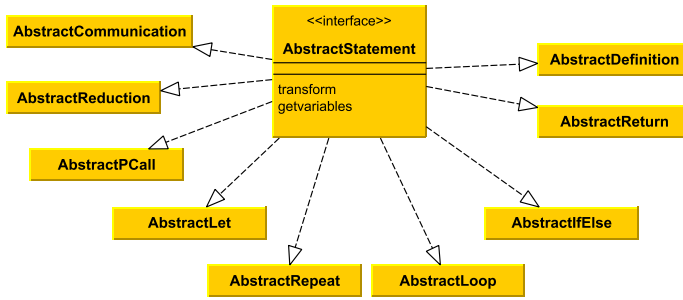 <<interface>>
AbstractStatement
transform
getvariables
AbstractCommunication
AbstractReduction
AbstractPCall
AbstractLet
AbstractRepeat
AbstractLoop
AbstractIfElse
AbstractReturn
AbstractDefinition